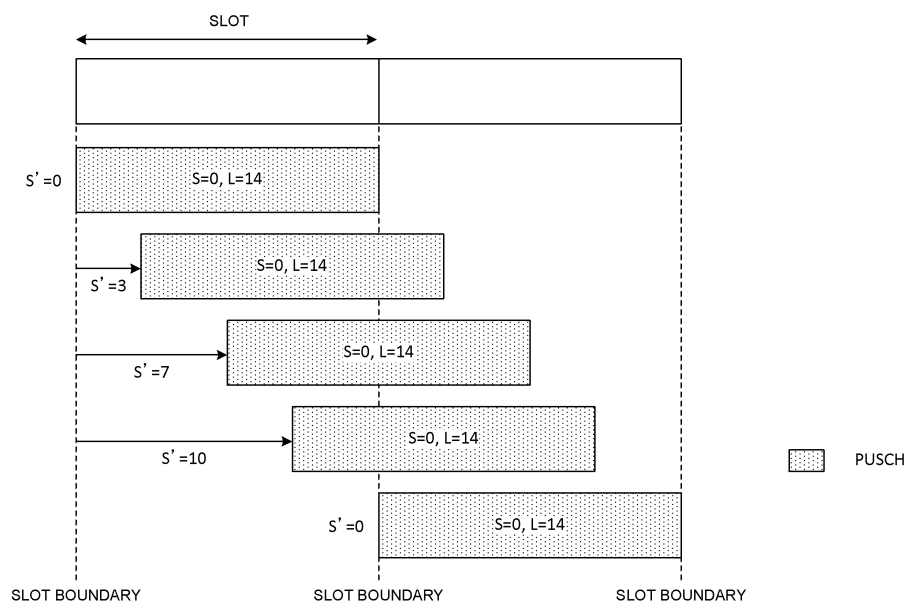 SLOT
S'=0
S=0, L=14
S=0, L=14
S'=3
S=0, L=14
S'=7
S=0, L=14
S'=10
PUSCH
S'=0
S=0, L=14
SLOT BOUNDARY
SLOT BOUNDARY
SLOT BOUNDARY